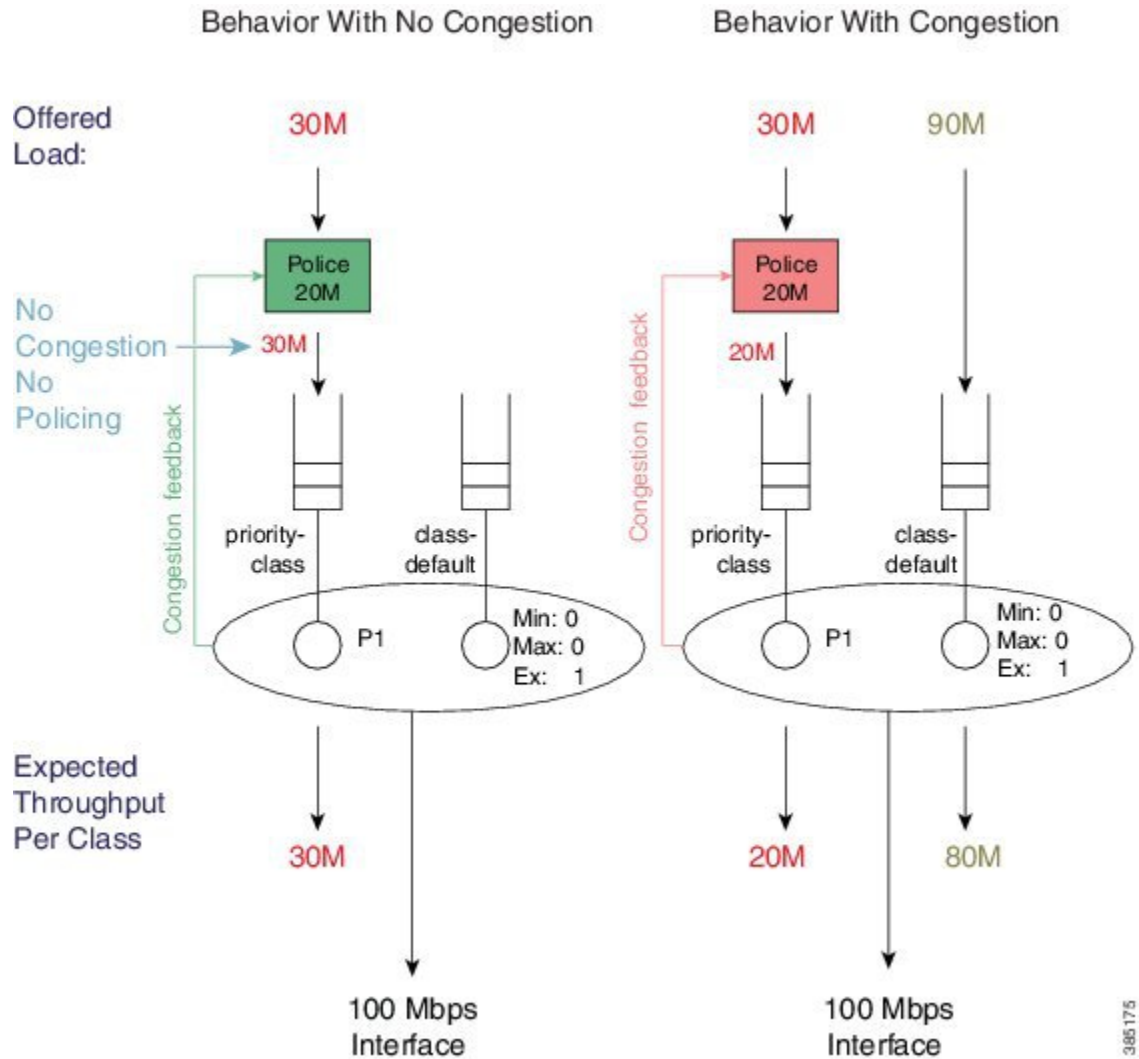 Behavior With No Congestion
Behavior With Congestion
Offered
Load:
30M
30M
90M
Police
20M
Police
20M
No
Congestion
No
Policing
30M
20M
Congestion feedback
Congestion feedback
priority-
class
class-
default
priority-
class
class-
default
P1
Min: 0
Max: 0
Ex: 1
P1
Min: 0
Max: 0
Ex: 1
Expected
Throughput
Per Class
30M
20M
80M
100 Mbps
Interface
100 Mbps
Interface
385175